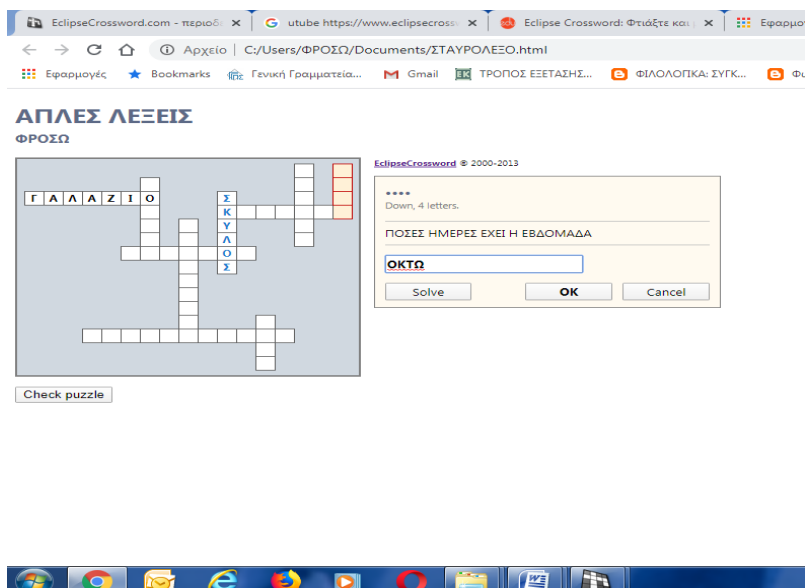 EclipseCrossword.com - περιοδ
utube https://www.eclipsecross
Eclipse Crossword: Φτιάξτε και
Εφαρμο
Αρχείο | C:/Users/ΦΡΟΣΩ/Documents/ΣΤΑΥΡΟΛΕΞΟ.html
Εφαρμογές Bookmarks Γενική Γραμματεία... Gmail ΤΡΟΠΟΣ ΕΞΕΤΑΣΗΣ... ΦΙΛΟΛΟΓΙΚΑ: ΣΥΓΚ...
ΑΠΛΕΣ ΛΕΞΕΙΣ
ΦΡΟΣΩ
ΓΑΛΑΖΙΟ
ΣΚΥΛΟΣ
EclipseCrossword © 2000-2013
Down, 4 letters.
ΠΟΣΕΣ ΗΜΕΡΕΣ ΕΧΕΙ Η ΕΒΔΟΜΑΔΑ
ΟΚΤΩ
Solve OK Cancel
Check puzzle